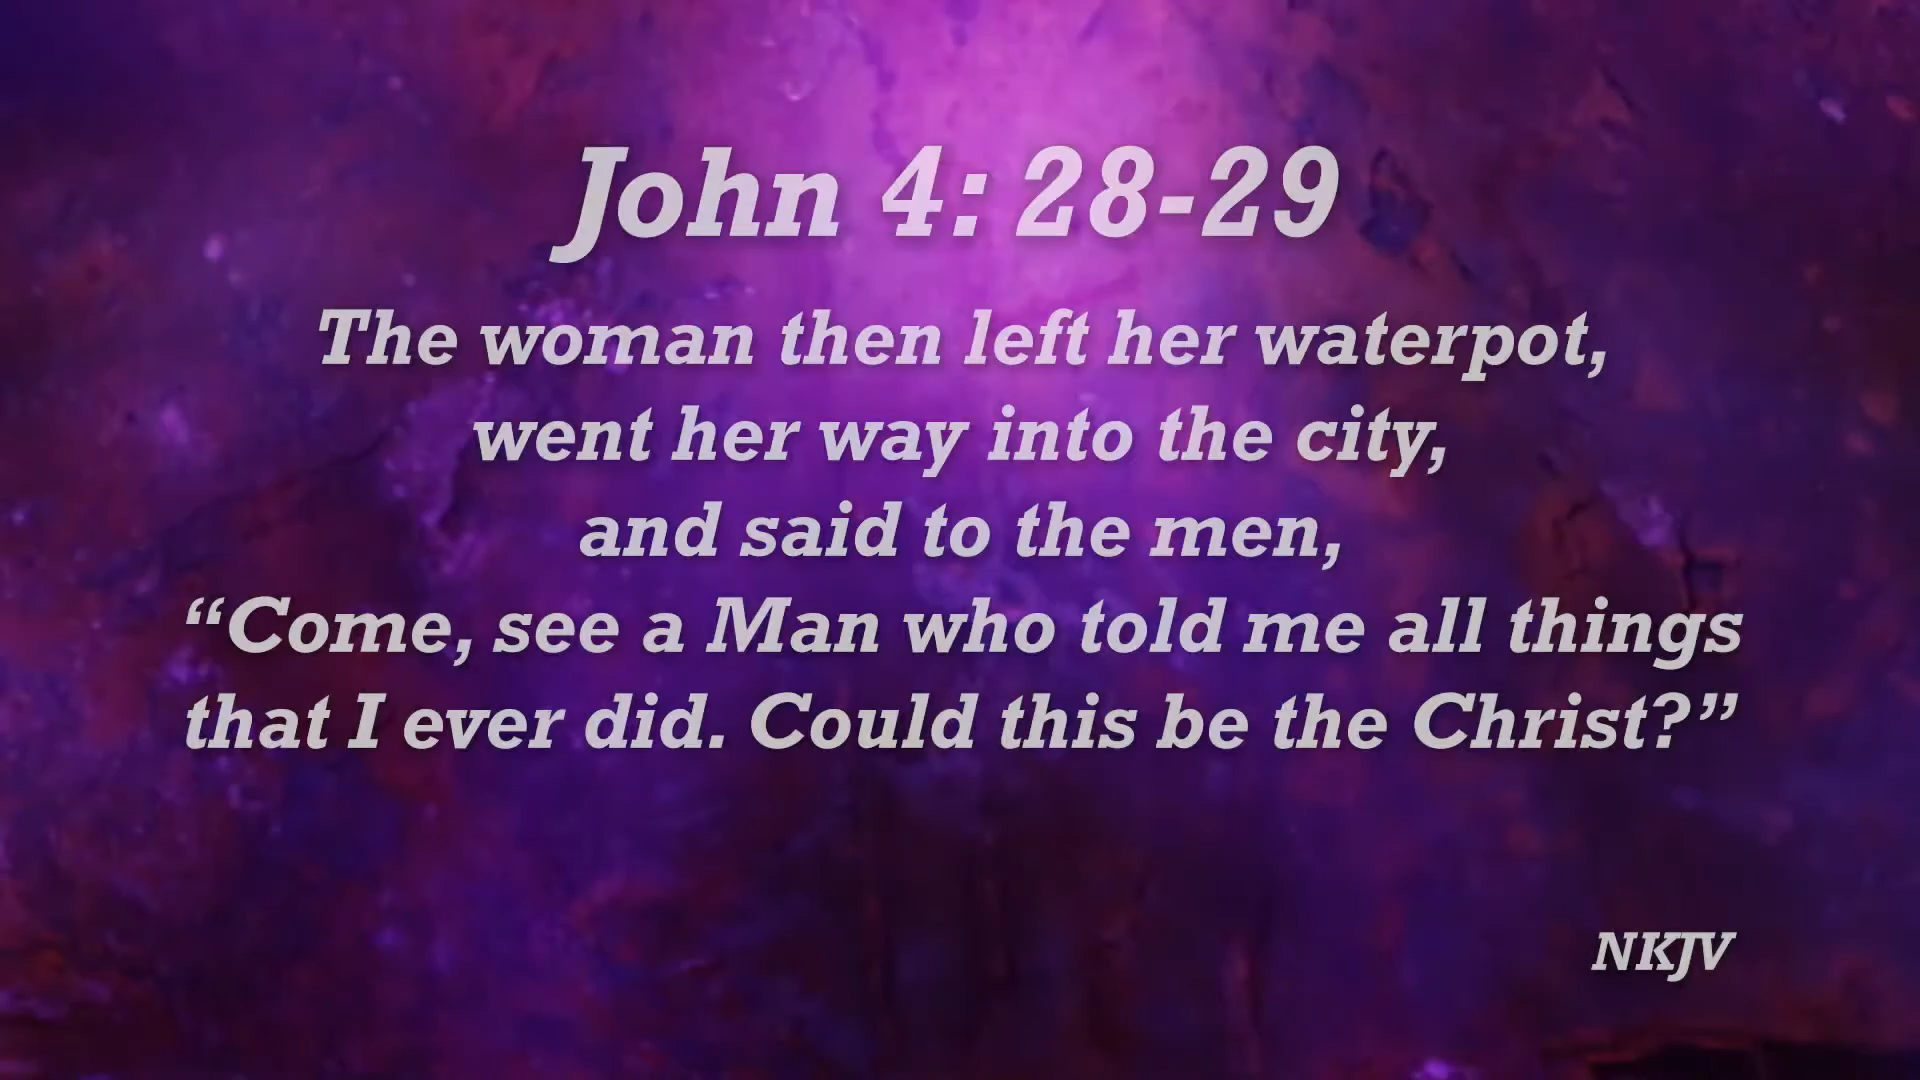 John 4: 28-29
The woman then left her waterpot,
went her way into the city,
and said to the men,
“Come, see a Man who told me all things
that I ever did. Could this be the Christ?”
NKJV